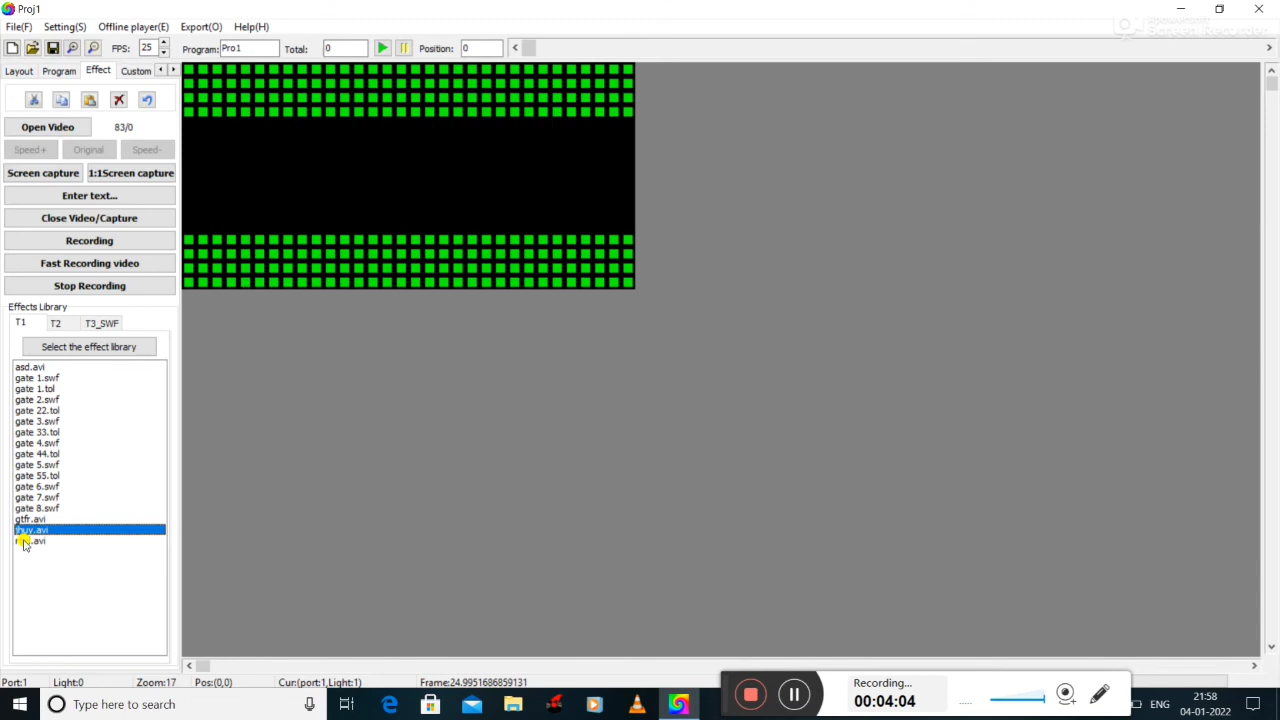 Proj1
File(F) Setting(S) Offline player(E) Export(O) Help(H)
FPS: 25 Program: Pro1 Total: 0 Position: 0
Layout Program Effect Custom
Open Video 83/0
Speed+ Original Speed-
Screen capture 1:1Screen capture
Enter text...
Close Video/Capture
Recording
Fast Recording video
Stop Recording
Effects Library
T1 T2 T3_SWF
Select the effect library
asd.avi
gate 1.swf
gate 1.tol
gate 2.swf
gate 22.tol
gate 3.swf
gate 33.tol
gate 4.swf
gate 44.tol
gate 5.swf
gate 55.tol
gate 6.swf
gate 7.swf
gate 8.swf
gtfr.avi
Port:1 Light:0 Zoom:17 Pos(0,0) Cur:(port:1,Light:1) Frame:24.9951686859131
Recording...
00:04:04
Type here to search
ENG
21:58
04-01-2022